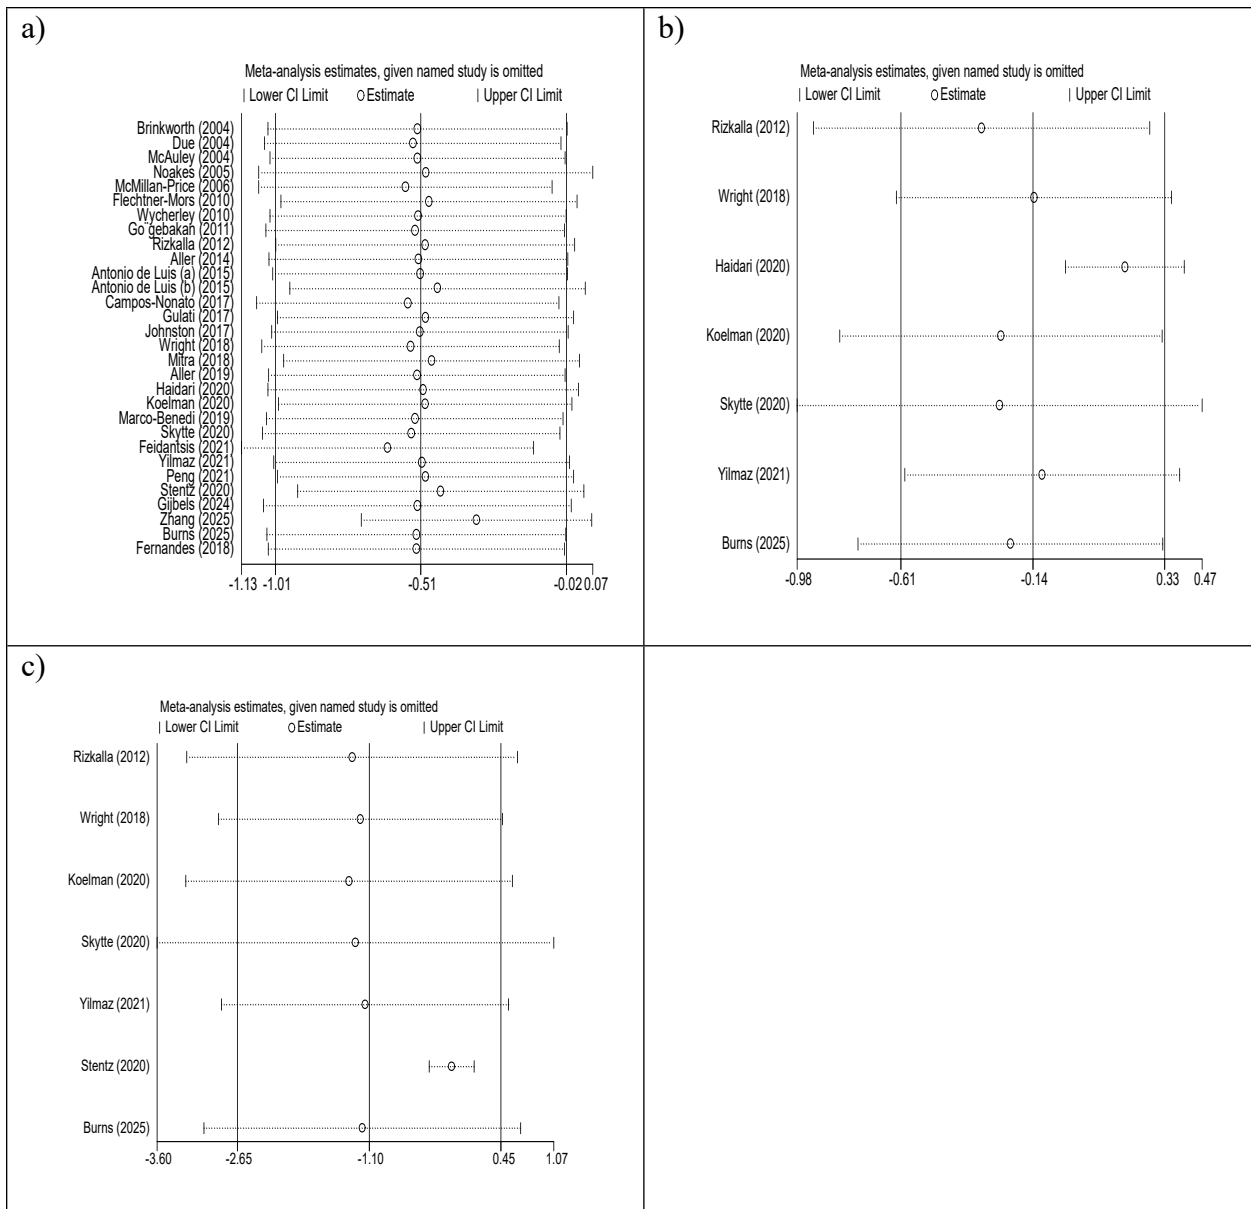 a)
Meta-analysis estimates, given named study is omitted
Lower CI Limit Estimate Upper CI Limit
Brinkworth (2004)
Due (2004)
McAuley (2004)
Noakes (2005)
McMillan-Price (2006)
Flechtner-Mors (2010)
Wycherley (2010)
Go¨gebakan (2011)
Rizkalla (2012)
Aller (2014)
Antonio de Luis (a) (2015)
Antonio de Luis (b) (2015)
Campos-Nonato (2017)
Gulati (2017)
Johnston (2017)
Wright (2018)
Mitra (2018)
Aller (2019)
Haidari (2020)
Koelman (2020)
Marco-Benedi (2019)
Skytte (2020)
Feidantsis (2021)
Yilmaz (2021)
Peng (2021)
Stentz (2020)
Gijbels (2024)
Zhang (2025)
Burns (2025)
Fernandes (2018)
-1.13 -1.01 -0.51 -0.02 0.07
b)
Meta-analysis estimates, given named study is omitted
Lower CI Limit Estimate Upper CI Limit
Rizkalla (2012)
Wright (2018)
Haidari (2020)
Koelman (2020)
Skytte (2020)
Yilmaz (2021)
Burns (2025)
-0.98 -0.61 -0.14 0.33 0.47
c)
Meta-analysis estimates, given named study is omitted
Lower CI Limit Estimate Upper CI Limit
Rizkalla (2012)
Wright (2018)
Koelman (2020)
Skytte (2020)
Yilmaz (2021)
Stentz (2020)
Burns (2025)
-3.60 -2.65 -1.10 0.45 1.07